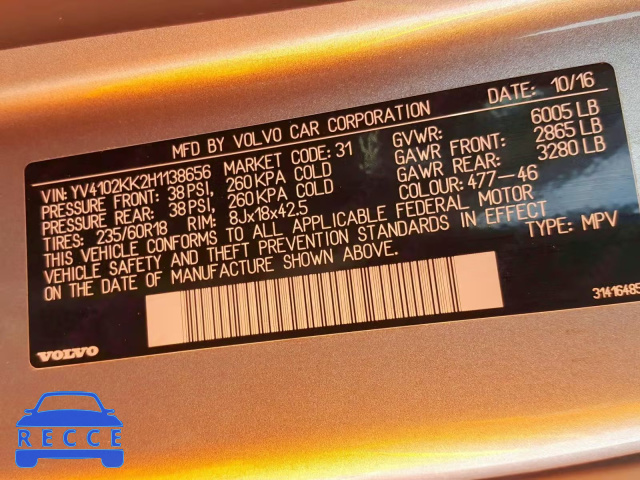 MFD BY VOLVO CAR CORPORATION DATE: 10/16
VIN: YV4102KK2H1138656 MARKET CODE: 31 GVWR: 6005 LB
PRESSURE FRONT: 38 PSI, 260 KPA COLD GAWR FRONT: 2865 LB
PRESSURE REAR: 38 PSI, 260 KPA COLD GAWR REAR: 3280 LB
TIRES: 235/60R18 RIM: 8Jx18x42.5 COLOUR: 477-46
THIS VEHICLE CONFORMS TO ALL APPLICABLE FEDERAL MOTOR
VEHICLE SAFETY AND THEFT PREVENTION STANDARDS IN EFFECT
ON THE DATE OF MANUFACTURE SHOWN ABOVE. TYPE: MPV
31416485
VOLVO
RECCE